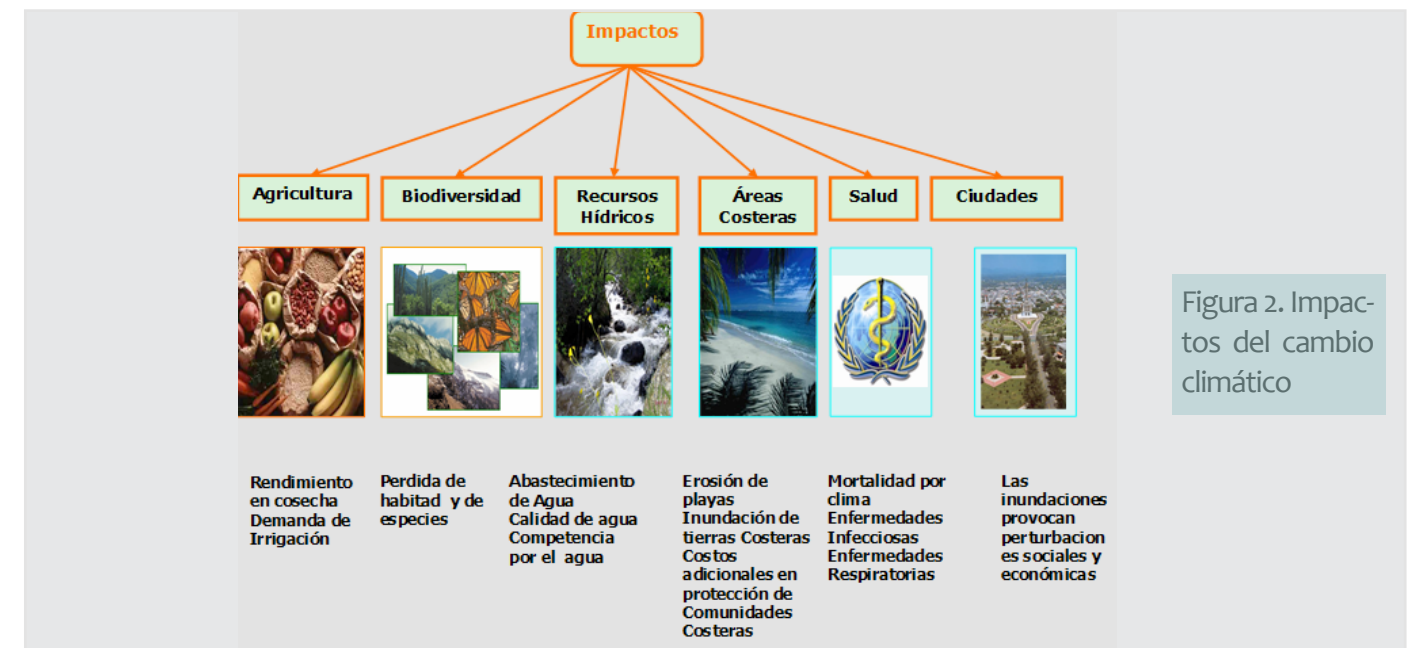 Impactos
Agricultura
Biodiversidad
Recursos
Hídricos
Áreas
Costeras
Salud
Ciudades
Rendimiento
en cosecha
Demanda de
Irrigación
Perdida de
habitad y de
especies
Abastecimiento
de Agua
Calidad de agua
Competencia
por el agua
Erosión de
playas
Inundación de
tierras Costeras
Costos
adicionales en
protección de
Comunidades
Costeras
Mortalidad por
clima
Enfermedades
Infecciosas
Enfermedades
Respiratorias
Las
inundaciones
provocan
perturbacion
es sociales y
económicas
Figura 2. Impac-
tos del cambio
climático